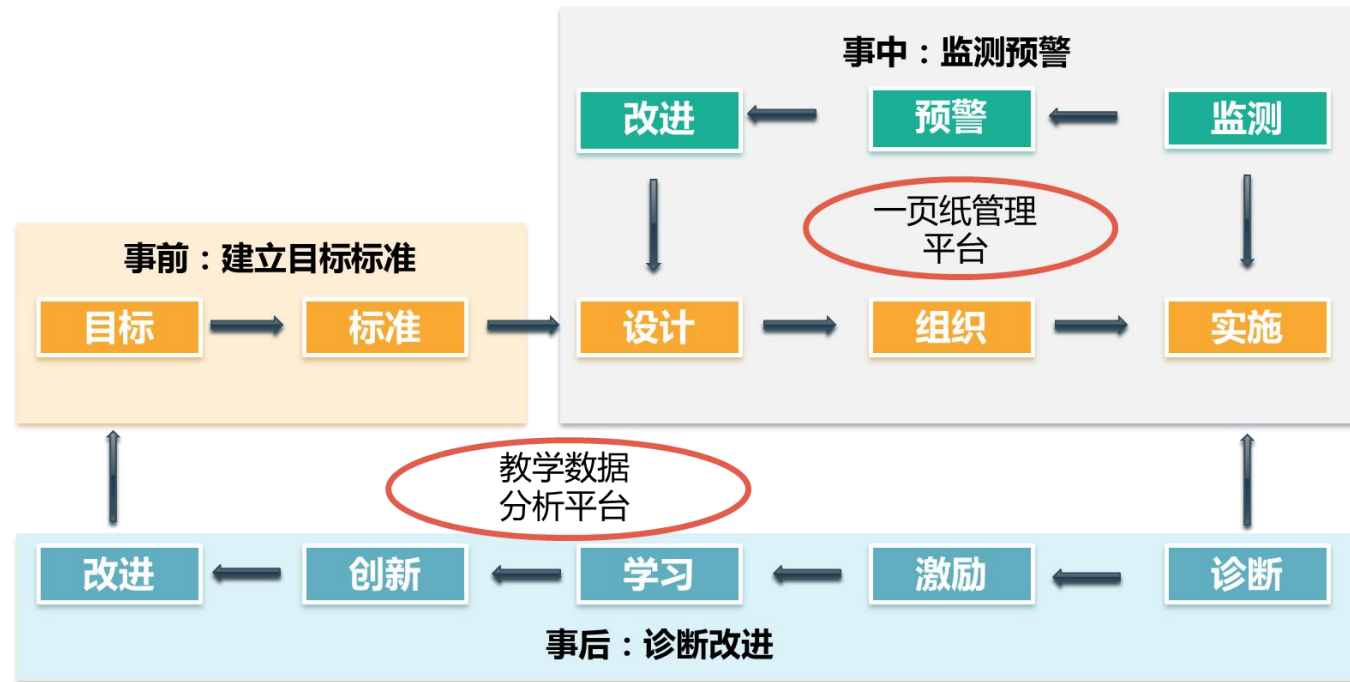 事中：监测预警
改进
预警
监测
一页纸管理
平台
事前：建立目标标准
目标
标准
设计
组织
实施
教学数据
分析平台
改进
创新
学习
激励
诊断
事后：诊断改进